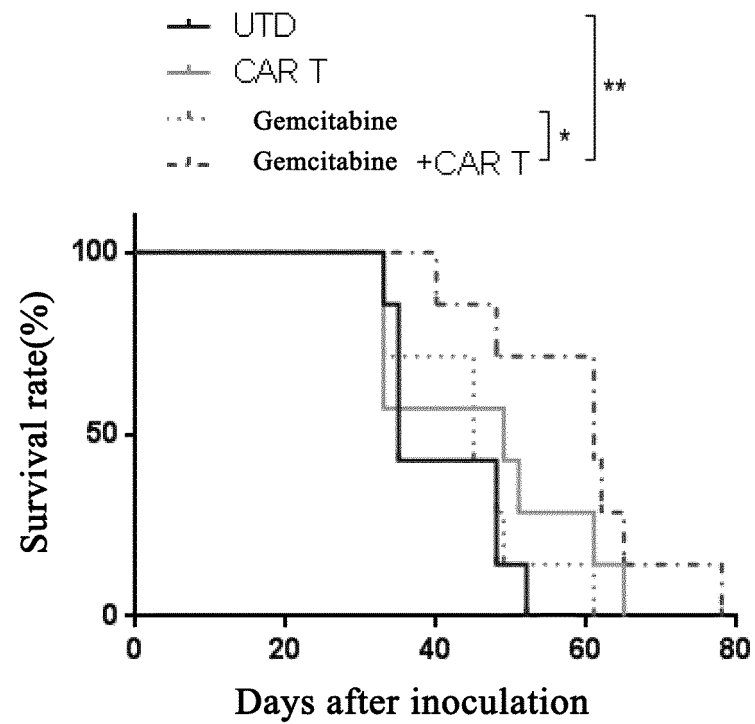 UTD
CAR T
**
Gemcitabine
*
Gemcitabine +CAR T
100
50
0
Survival rate(%)
0 20 40 60 80
Days after inoculation